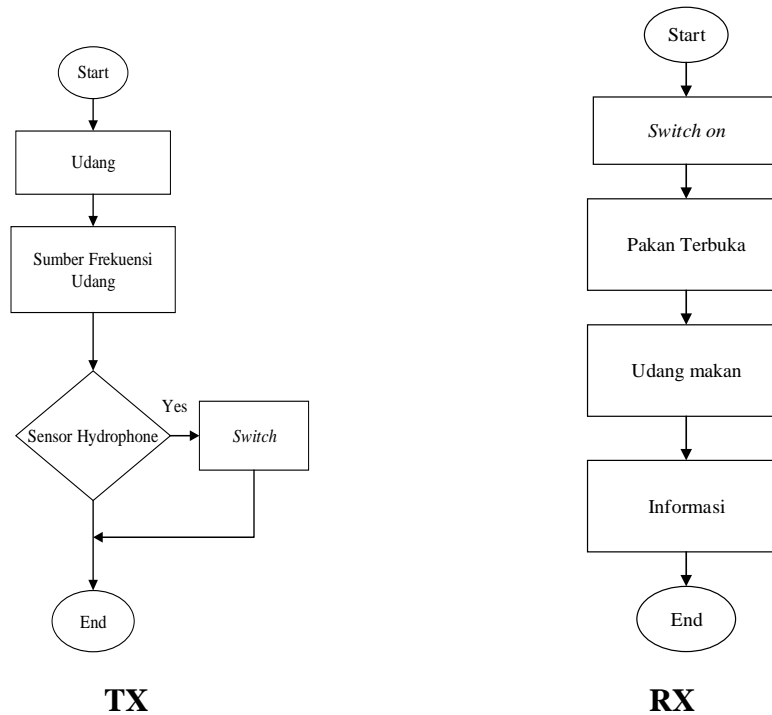 Start
Udang
Sumber Frekuensi
Udang
Sensor Hydrophone
Yes
Switch
End
TX
Start
Switch on
Pakan Terbuka
Udang makan
Informasi
End
RX